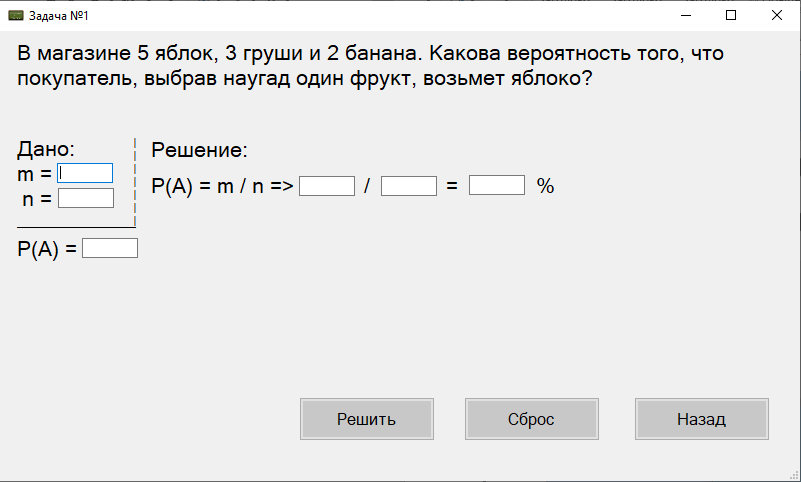 Задача №1
В магазине 5 яблок, 3 груши и 2 банана. Какова вероятность того, что
покупатель, выбрав наугад один фрукт, возьмет яблоко?
Дано:
m =
n =
P(A) =
Решение:
P(A) = m / n => / = %
Решить
Сброс
Назад